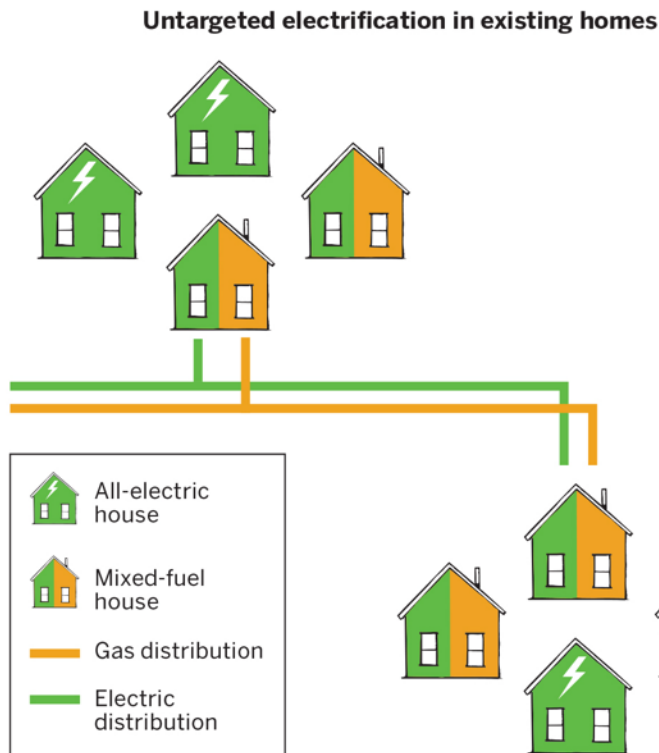 Untargeted electrification in existing homes
All-electric
house
Mixed-fuel
house
Gas distribution
Electric
distribution